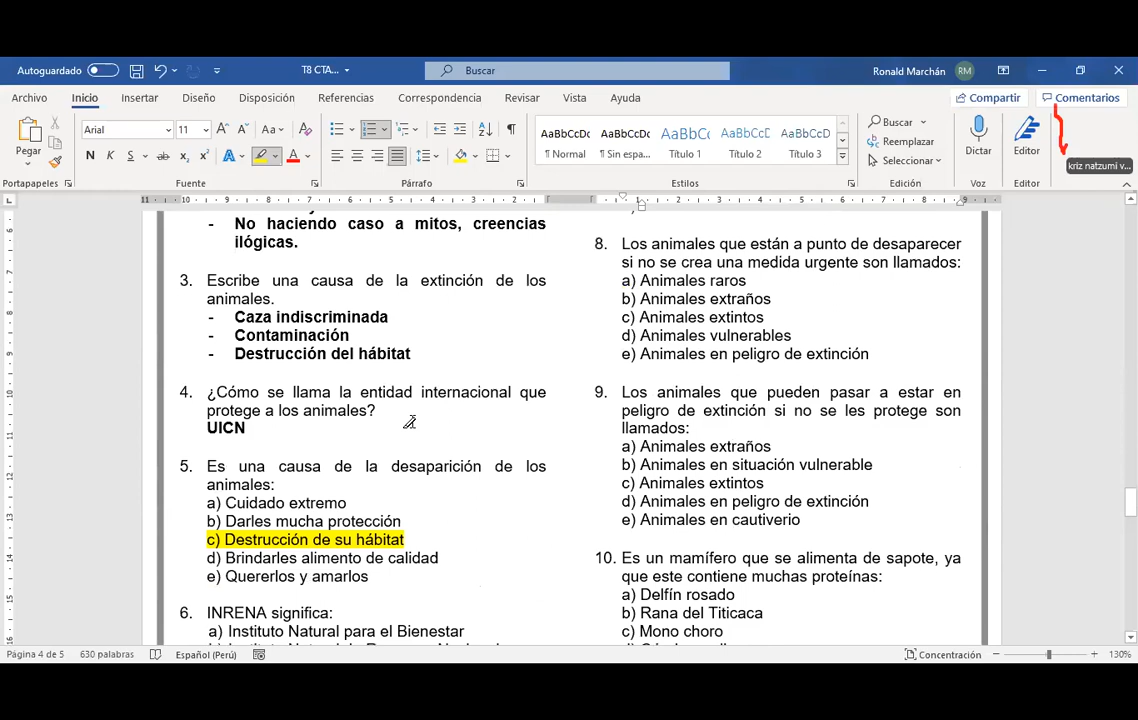 Autoguardado
T8 CTA...
Buscar
Ronald Marchán
RM
Archivo
Inicio
Insertar
Diseño
Disposición
Referencias
Correspondencia
Revisar
Vista
Ayuda
Compartir
Comentarios
Pegar
Arial
11
Aa
N K S ab x₂ x²
A
A
AaBbCcDc
AaBbCcDc
AaBbCc
AaBbCcD
AaBbCcDc
¶ Normal
¶ Sin espa...
Título 1
Título 2
Título 3
Buscar
Reemplazar
Seleccionar
Dictar
Editor
kriz natzumi v...
Portapapeles
Fuente
Párrafo
Estilos
Edición
Voz
Editor
- No haciendo caso a mitos, creencias
ilógicas.
3. Escribe una causa de la extinción de los
animales.
- Caza indiscriminada
- Contaminación
- Destrucción del hábitat
4. ¿Cómo se llama la entidad internacional que
protege a los animales?
UICN
5. Es una causa de la desaparición de los
animales:
a) Cuidado extremo
b) Darles mucha protección
c) Destrucción de su hábitat
d) Brindarles alimento de calidad
e) Quererlos y amarlos
6. INRENA significa:
a) Instituto Natural para el Bienestar
8. Los animales que están a punto de desaparecer
si no se crea una medida urgente son llamados:
a) Animales raros
b) Animales extraños
c) Animales extintos
d) Animales vulnerables
e) Animales en peligro de extinción
9. Los animales que pueden pasar a estar en
peligro de extinción si no se les protege son
llamados:
a) Animales extraños
b) Animales en situación vulnerable
c) Animales extintos
d) Animales en peligro de extinción
e) Animales en cautiverio
10. Es un mamífero que se alimenta de sapote, ya
que este contiene muchas proteínas:
a) Delfín rosado
b) Rana del Titicaca
c) Mono choro
Página 4 de 5
630 palabras
Español (Perú)
Concentración
130%